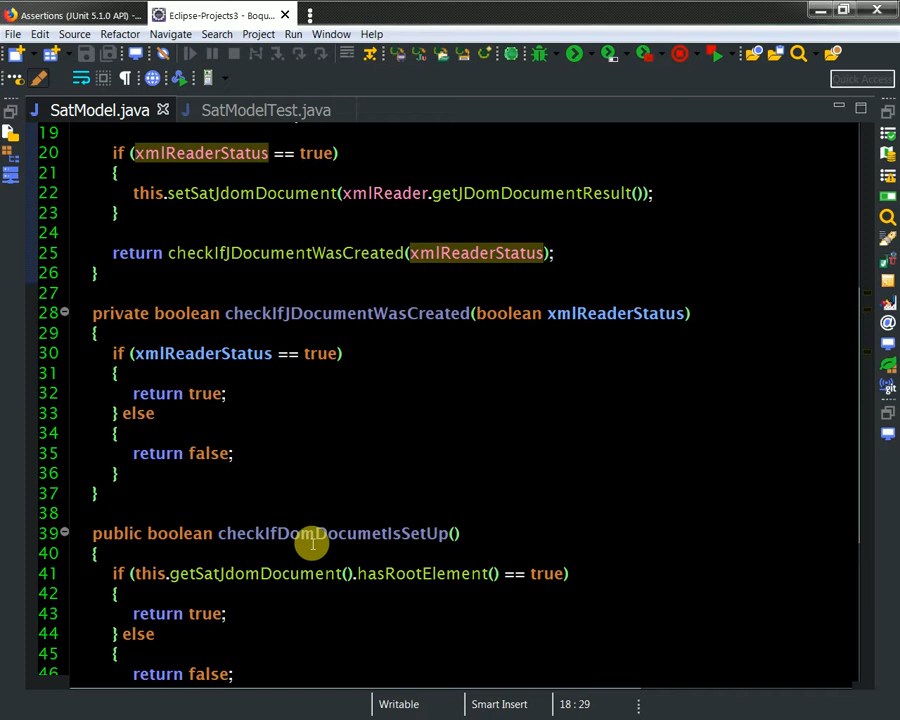 Assertions (JUnit 5.1.0 API) -
Eclipse-Projects3 - Boqu...
File Edit Source Refactor Navigate Search Project Run Window Help
Quick Access
SatModel.java
SatModelTest.java
19
20 if (xmlReaderStatus == true)
21 {
22 this.setSatJdomDocument(xmlReader.getJDomDocumentResult());
23 }
24
25 return checkIfJDocumentWasCreated(xmlReaderStatus);
26 }
27
28 private boolean checkIfJDocumentWasCreated(boolean xmlReaderStatus)
29 {
30 if (xmlReaderStatus == true)
31 {
32 return true;
33 } else
34 {
35 return false;
36 }
37 }
38
39 public boolean checkIfDomDocumetIsSetUp()
40 {
41 if (this.getSatJdomDocument().hasRootElement() == true)
42 {
43 return true;
44 } else
45 {
46 return false;
Writable Smart Insert 18 : 29